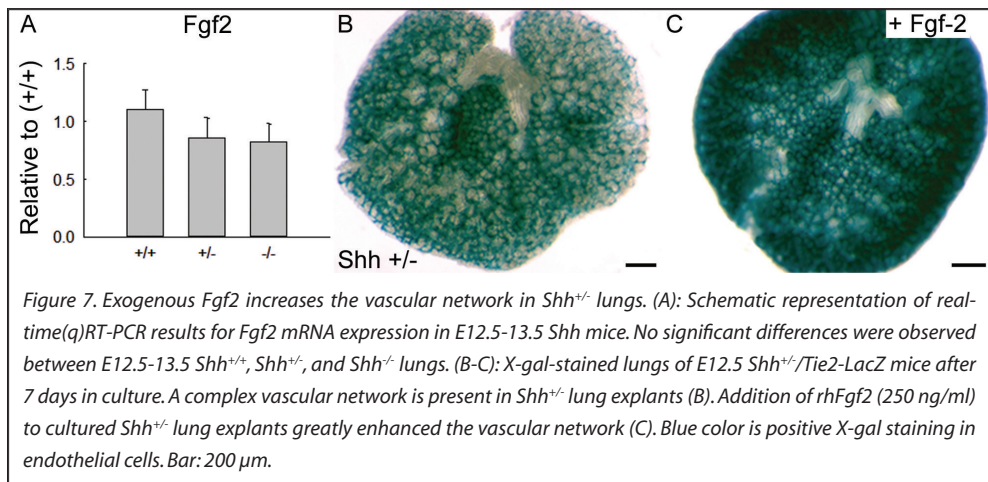 A Fgf2 B C + Fgf-2
Relative to (+/+)
1.5
1.0
0.5
0.0
+/+ +/- -/-
Shh +/-
Figure 7. Exogenous Fgf2 increases the vascular network in Shh+/- lungs. (A): Schematic representation of real-
time(q)RT-PCR results for Fgf2 mRNA expression in E12.5-13.5 Shh mice. No significant differences were observed
between E12.5-13.5 Shh+/+, Shh+/-, and Shh-/- lungs. (B-C): X-gal-stained lungs of E12.5 Shh+/-/Tie2-LacZ mice after
7 days in culture. A complex vascular network is present in Shh+/- lung explants (B). Addition of rhFgf2 (250 ng/ml)
to cultured Shh+/- lung explants greatly enhanced the vascular network (C). Blue color is positive X-gal staining in
endothelial cells. Bar: 200 µm.